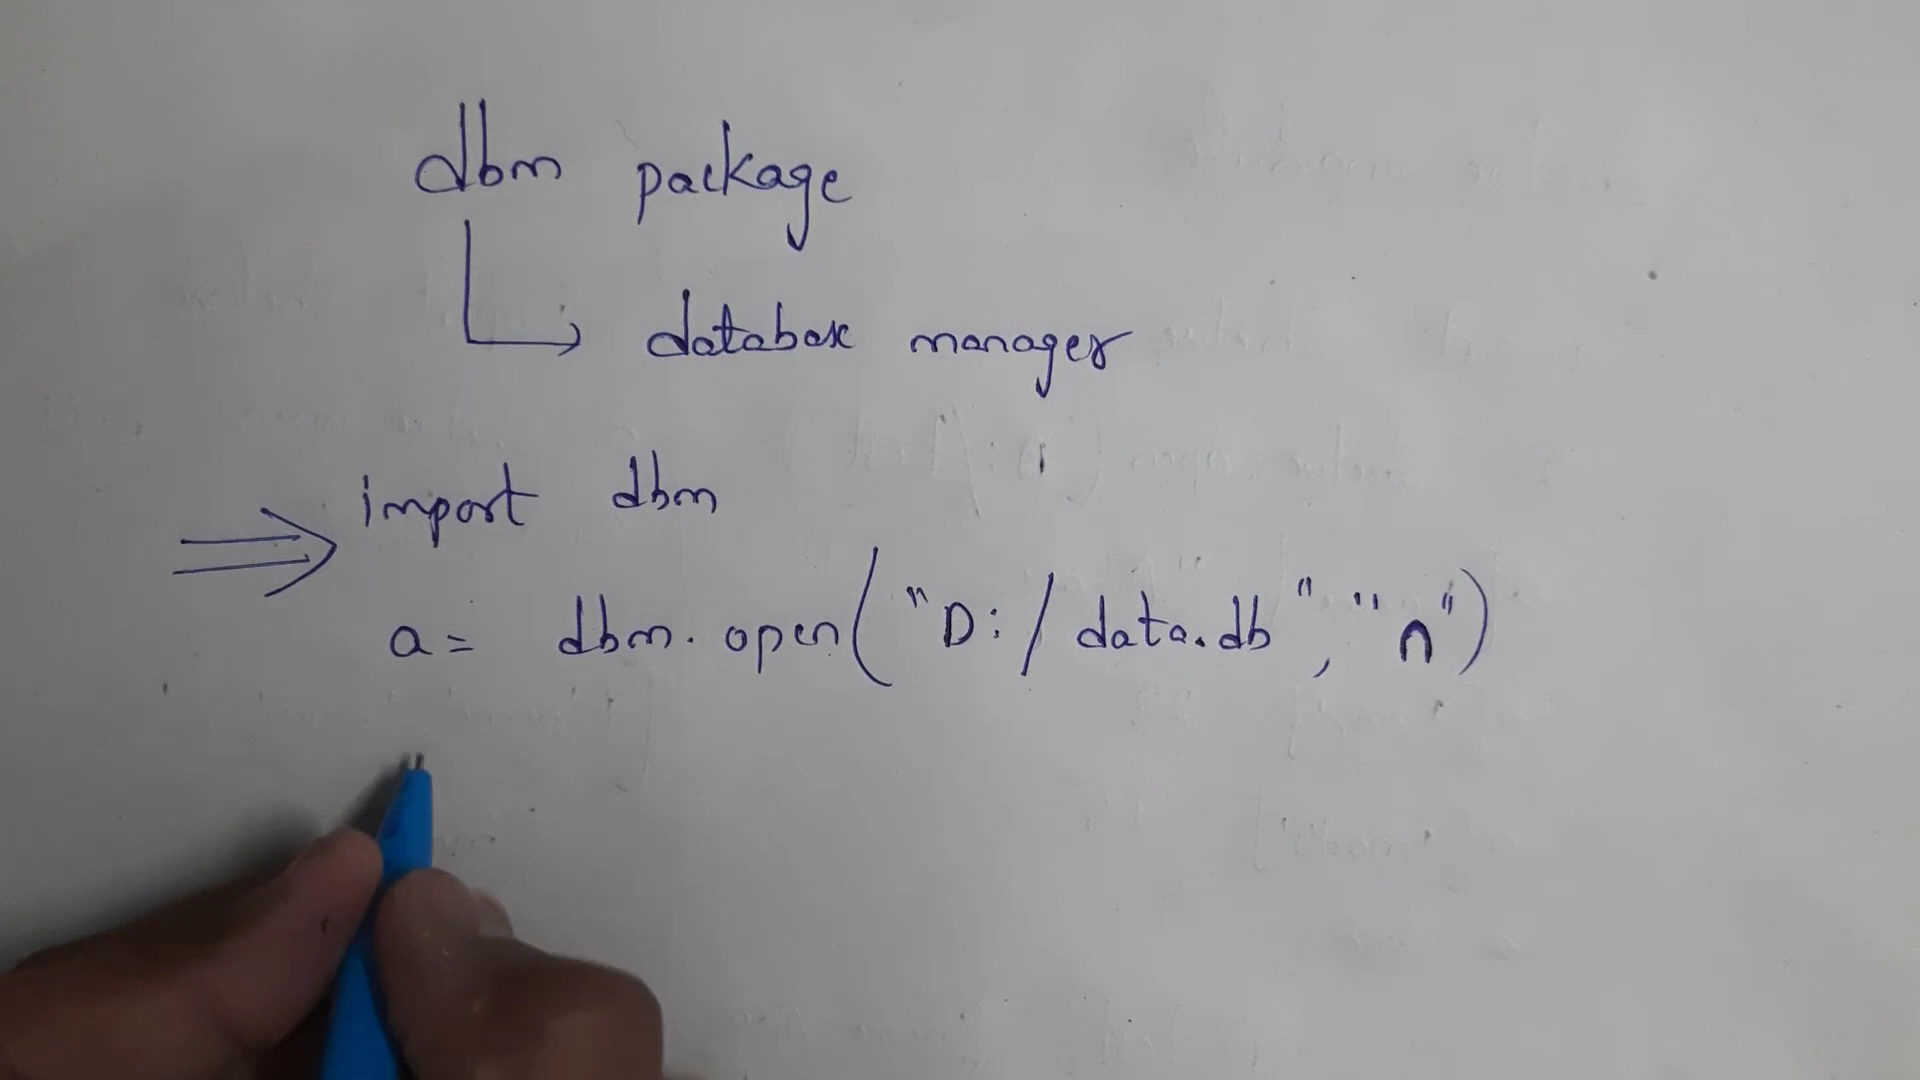 dbm package
database manager
import dbm
a = dbm.open("D:/data.db", "n")